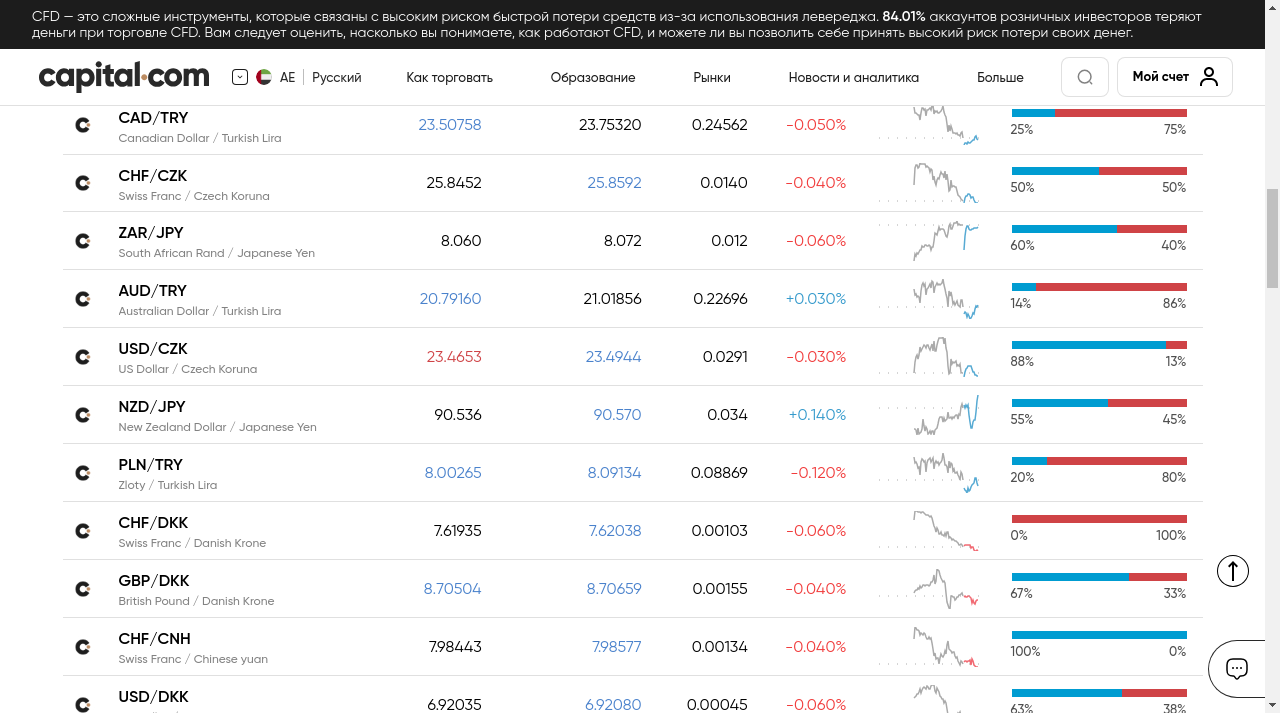 CFD — это сложные инструменты, которые связаны с высоким риском быстрой потери средств из-за использования левереджа. 84.01% аккаунтов розничных инвесторов теряют
деньги при торговле CFD. Вам следует оценить, насколько вы понимаете, как работают CFD, и можете ли вы позволить себе принять высокий риск потери своих денег.
capital.com AE Русский Как торговать Образование Рынки Новости и аналитика Больше Мой счет
CAD/TRY 23.50758 23.75320 0.24562 -0.050%
Canadian Dollar / Turkish Lira 25% 75%
CHF/CZK 25.8452 25.8592 0.0140 -0.040%
Swiss Franc / Czech Koruna 50% 50%
ZAR/JPY 8.060 8.072 0.012 -0.060%
South African Rand / Japanese Yen 60% 40%
AUD/TRY 20.79160 21.01856 0.22696 +0.030%
Australian Dollar / Turkish Lira 14% 86%
USD/CZK 23.4653 23.4944 0.0291 -0.030%
US Dollar / Czech Koruna 88% 13%
NZD/JPY 90.536 90.570 0.034 +0.140%
New Zealand Dollar / Japanese Yen 55% 45%
PLN/TRY 8.00265 8.09134 0.08869 -0.120%
Zloty / Turkish Lira 20% 80%
CHF/DKK 7.61935 7.62038 0.00103 -0.060%
Swiss Franc / Danish Krone 0% 100%
GBP/DKK 8.70504 8.70659 0.00155 -0.040%
British Pound / Danish Krone 67% 33%
CHF/CNH 7.98443 7.98577 0.00134 -0.040%
Swiss Franc / Chinese yuan 100% 0%
USD/DKK 6.92035 6.92080 0.00045 -0.060%
63% 38%